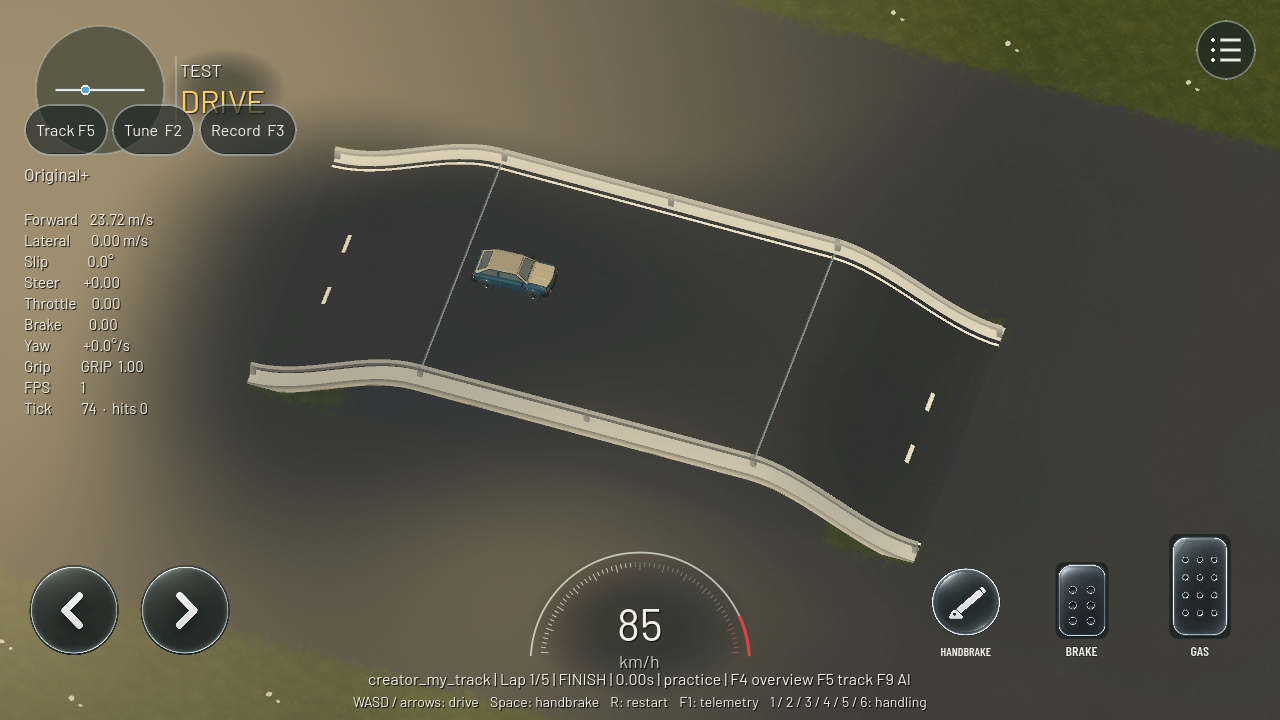 TEST
DRIVE
Track F5 Tune F2 Record F3
Original+
Forward 23.72 m/s
Lateral 0.00 m/s
Slip 0.0°
Steer +0.00
Throttle 0.00
Brake 0.00
Yaw +0.0°/s
Grip GRIP 1.00
FPS 1
Tick 74 · hits 0
85
km/h
HANDBRAKE
BRAKE
GAS
creator_my_track | Lap 1/5 | FINISH | 0.00s | practice | F4 overview F5 track F9 AI
WASD / arrows: drive Space: handbrake R: restart F1: telemetry 1 / 2 / 3 / 4 / 5 / 6: handling